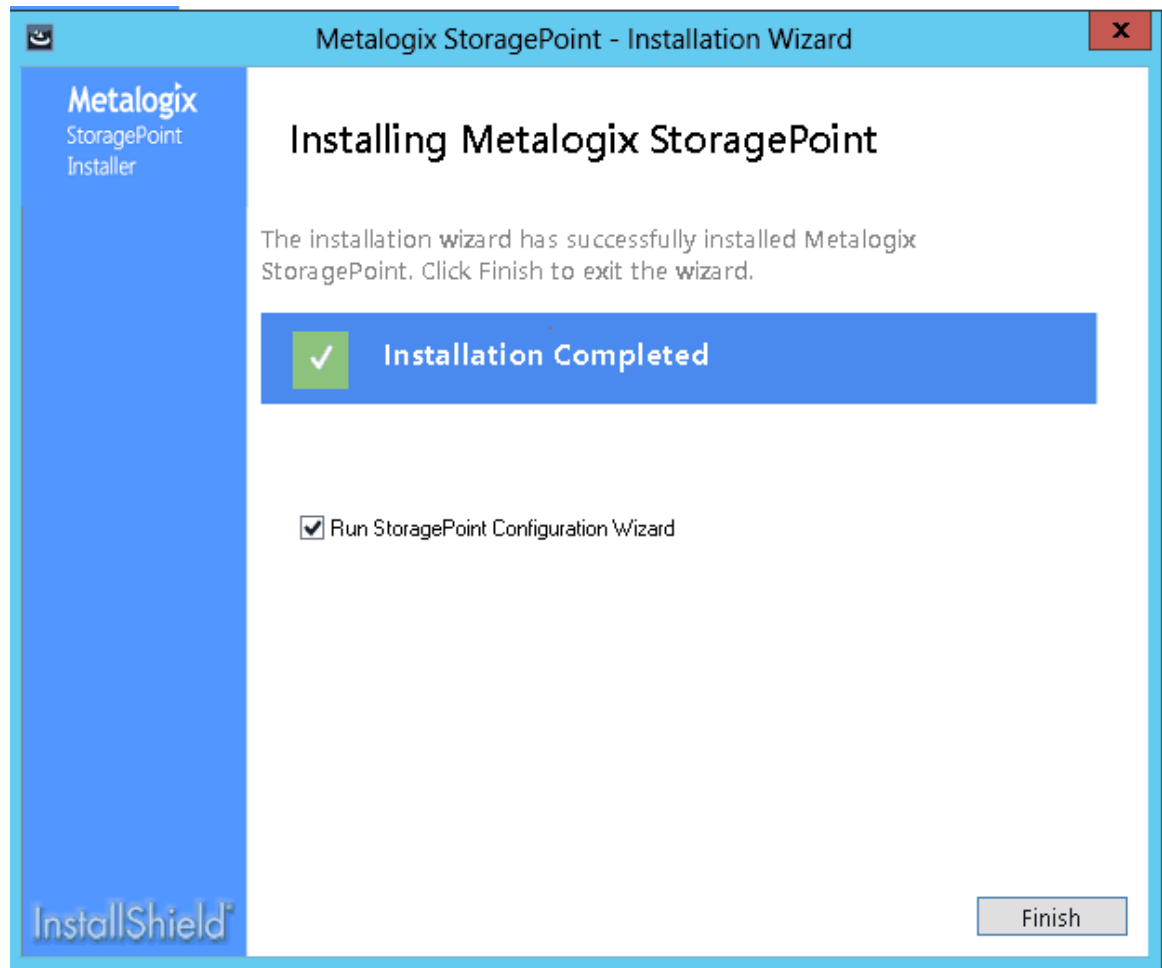 Metalogix StoragePoint - Installation Wizard
x
Metalogix
StoragePoint
Installer
Installing Metalogix StoragePoint
The installation wizard has successfully installed Metalogix
StoragePoint. Click Finish to exit the wizard.
✓ Installation Completed
Run StoragePoint Configuration Wizard
InstallShield
Finish